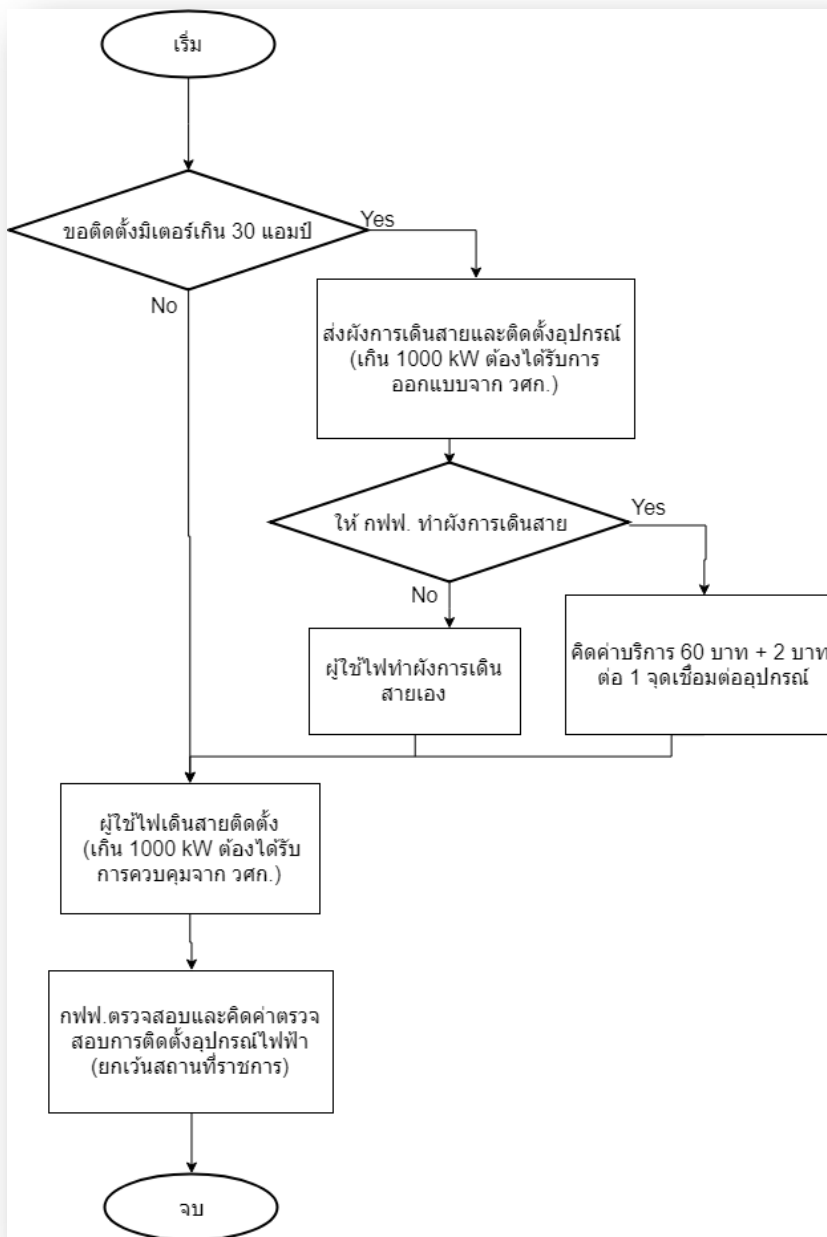 เริ่ม
ขอติดตั้งมิเตอร์เกิน 30 แอมป์
Yes
No
ส่งผังการเดินสายและติดตั้งอุปกรณ์
(เกิน 1000 kW ต้องได้รับการ
ออกแบบจาก วศก.)
ให้ กฟฟ. ทำผังการเดินสาย
Yes
No
ผู้ใช้ไฟทำผังการเดิน
สายเอง
คิดค่าบริการ 60 บาท + 2 บาท
ต่อ 1 จุดเชื่อมต่ออุปกรณ์
ผู้ใช้ไฟเดินสายติดตั้ง
(เกิน 1000 kW ต้องได้รับ
การควบคุมจาก วศก.)
กฟฟ.ตรวจสอบและคิดค่าตรวจ
สอบการติดตั้งอุปกรณ์ไฟฟ้า
(ยกเว้นสถานที่ราชการ)
จบ